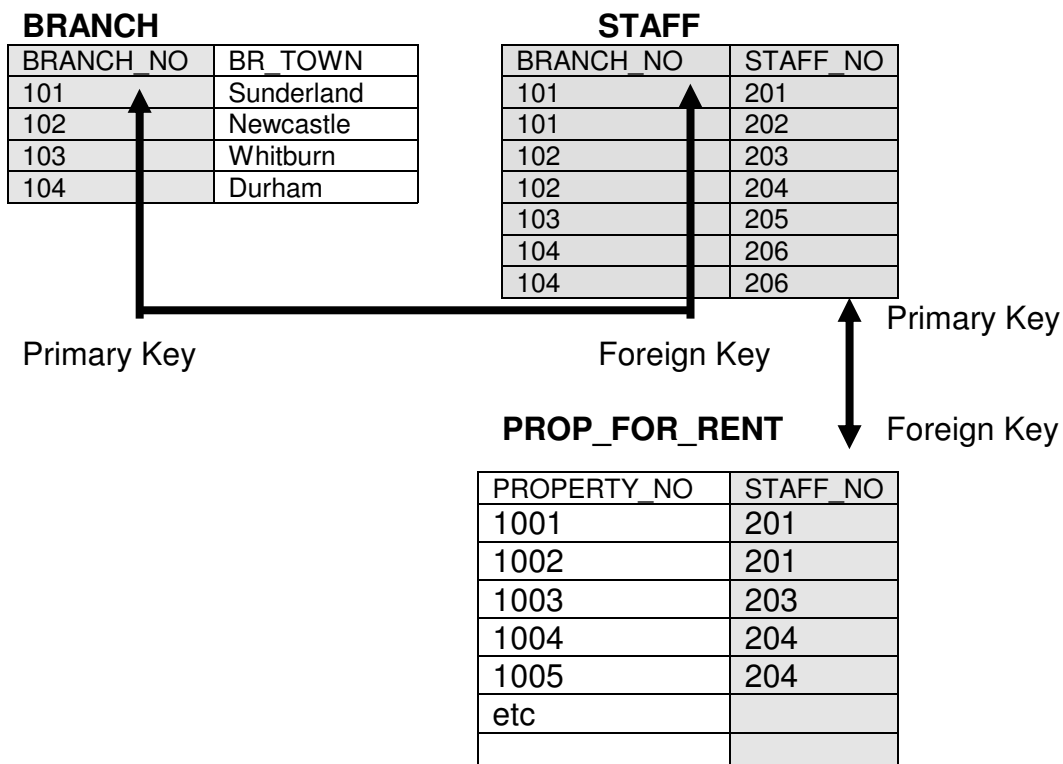 BRANCH
BRANCH_NO BR_TOWN
101 Sunderland
102 Newcastle
103 Whitburn
104 Durham
STAFF
BRANCH_NO STAFF_NO
101 201
101 202
102 203
102 204
103 205
104 206
104 206
Primary Key
Foreign Key
Primary Key
Foreign Key
PROP_FOR_RENT
PROPERTY_NO STAFF_NO
1001 201
1002 201
1003 203
1004 204
1005 204
etc